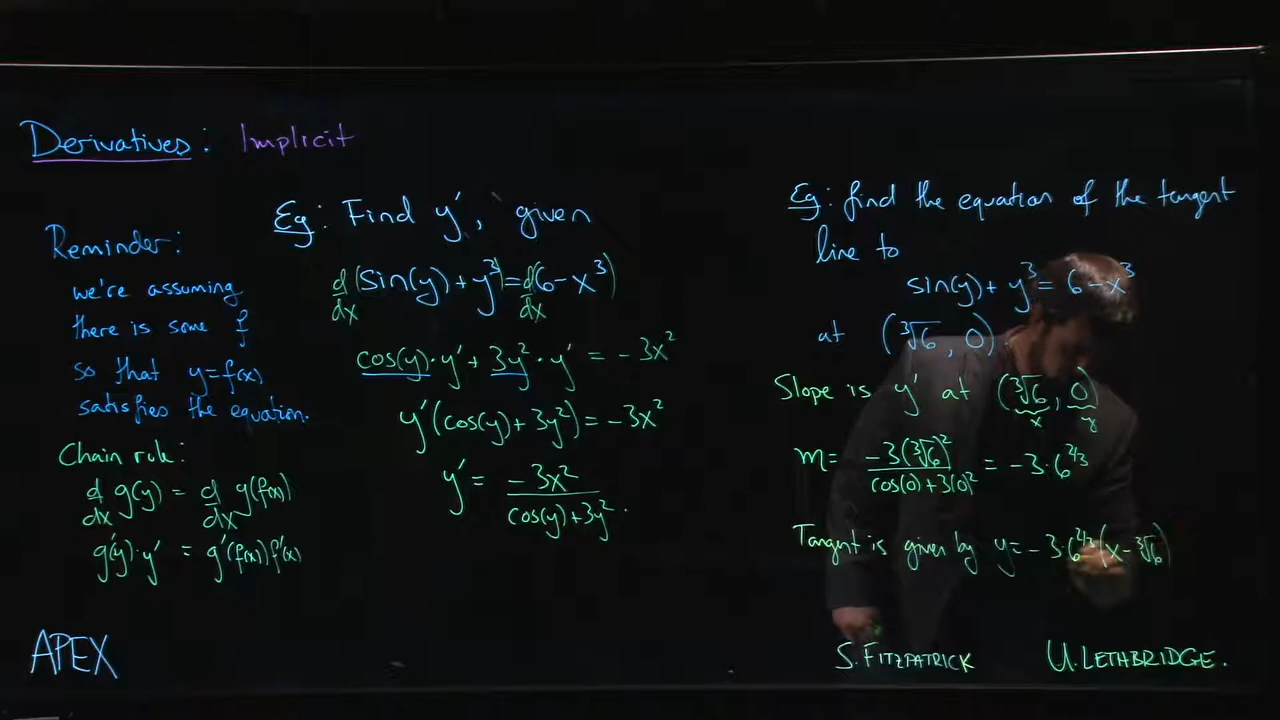 Derivatives: Implicit
Reminder:
we're assuming
there is some f
so that y=f(x)
satisfies the equation.
Chain rule:
d/dx g(y) = d/dx g(f(x))
g'(y)·y' = g'(f(x))f'(x)
APEX
Eg: Find y', given
d/dx(sin(y)+y³)=d/dx(6-x³)
cos(y)·y'+3y²·y' = -3x²
y'(cos(y)+3y²)=-3x²
y' = -3x²/cos(y)+3y².
Eg: find the equation of the tangent
line to
sin(y)+y³=6-x³
at (∛6, 0).
Slope is y' at (∛6, 0)
x y
m= -3(∛6)²/cos(0)+3(0)² = -3·6^2/3
Tangent is given by y=-3·6^2/3(x-∛6)
S.FITZPATRICK U.LETHBRIDGE.